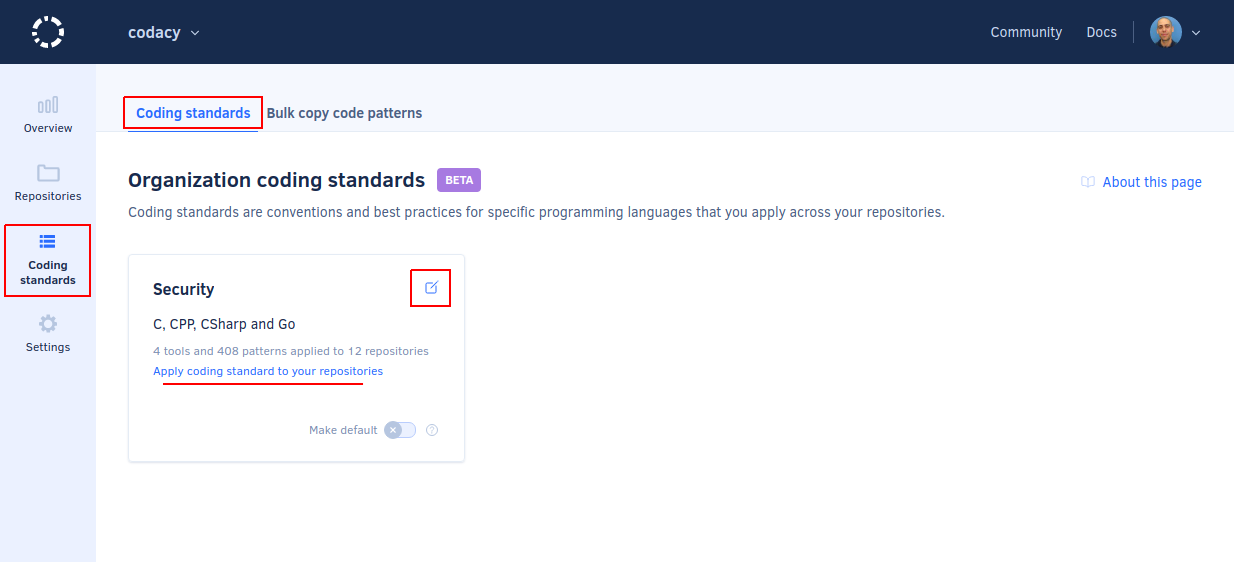 codacy
Community
Docs
Overview
Repositories
Coding
standards
Settings
Coding standards
Bulk copy code patterns
Organization coding standards
BETA
About this page
Coding standards are conventions and best practices for specific programming languages that you apply across your repositories.
Security
C, CPP, CSharp and Go
4 tools and 408 patterns applied to 12 repositories
Apply coding standard to your repositories
Make default
?